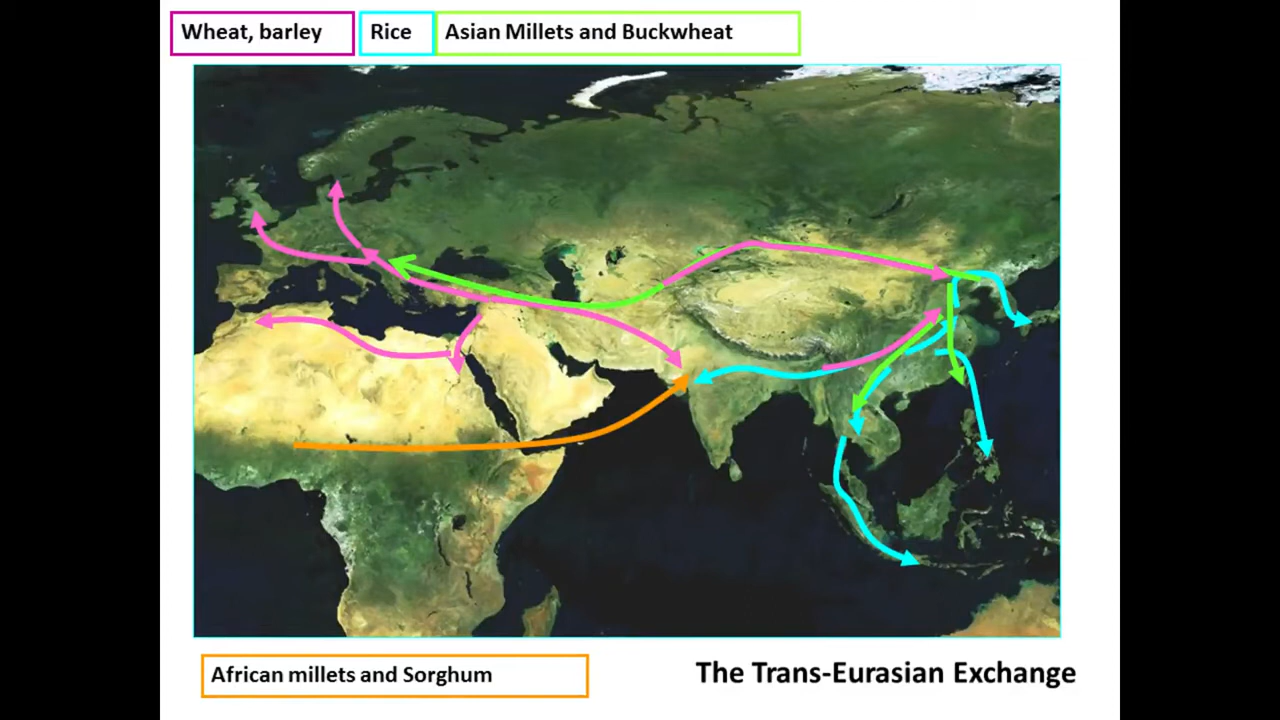 Wheat, barley
Rice
Asian Millets and Buckwheat
African millets and Sorghum
The Trans-Eurasian Exchange